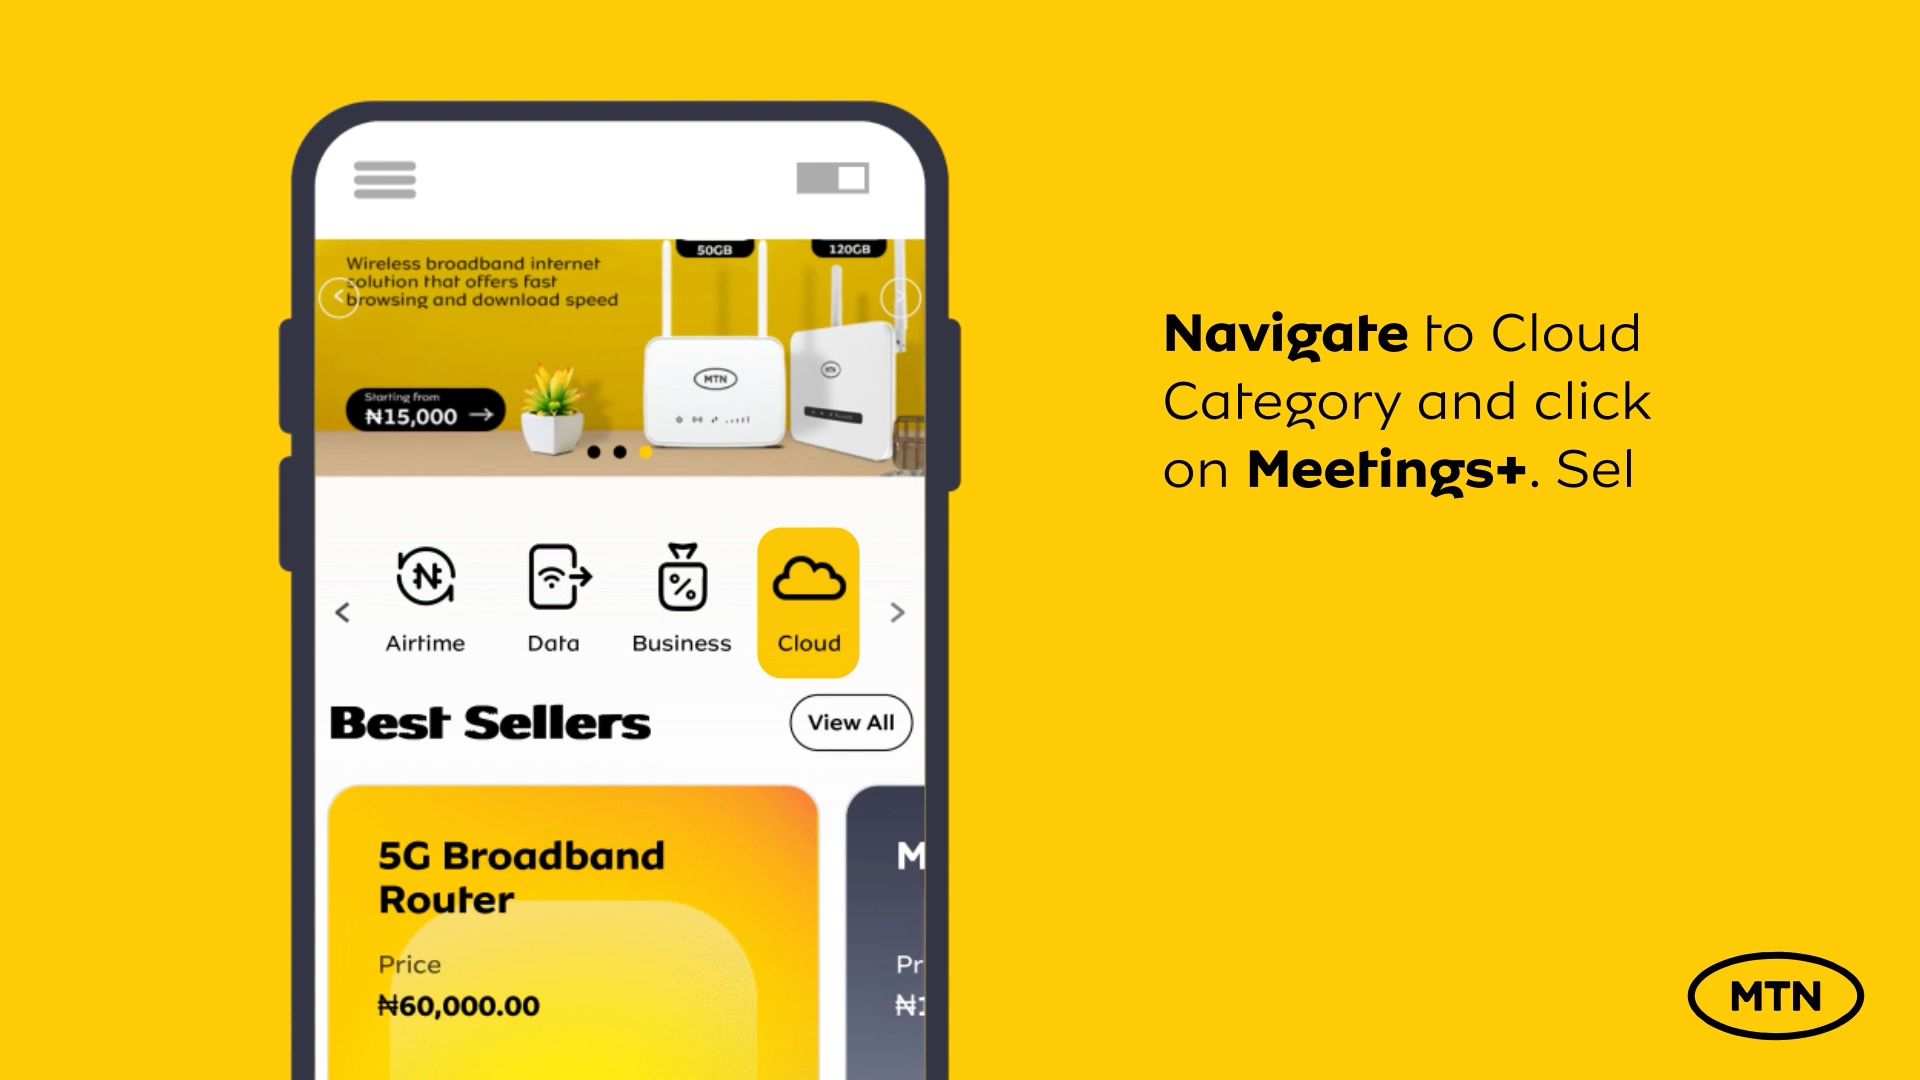 50GB
120GB
Wireless broadband internet
solution that offers fast
browsing and download speed
Starting from
₦15,000
MTN
MTN
Airtime
Data
Business
Cloud
Best Sellers
View All
5G Broadband
Router
Price
₦60,000.00
M
Pr
₦1
Navigate to Cloud
Category and click
on Meetings+. Sel
MTN